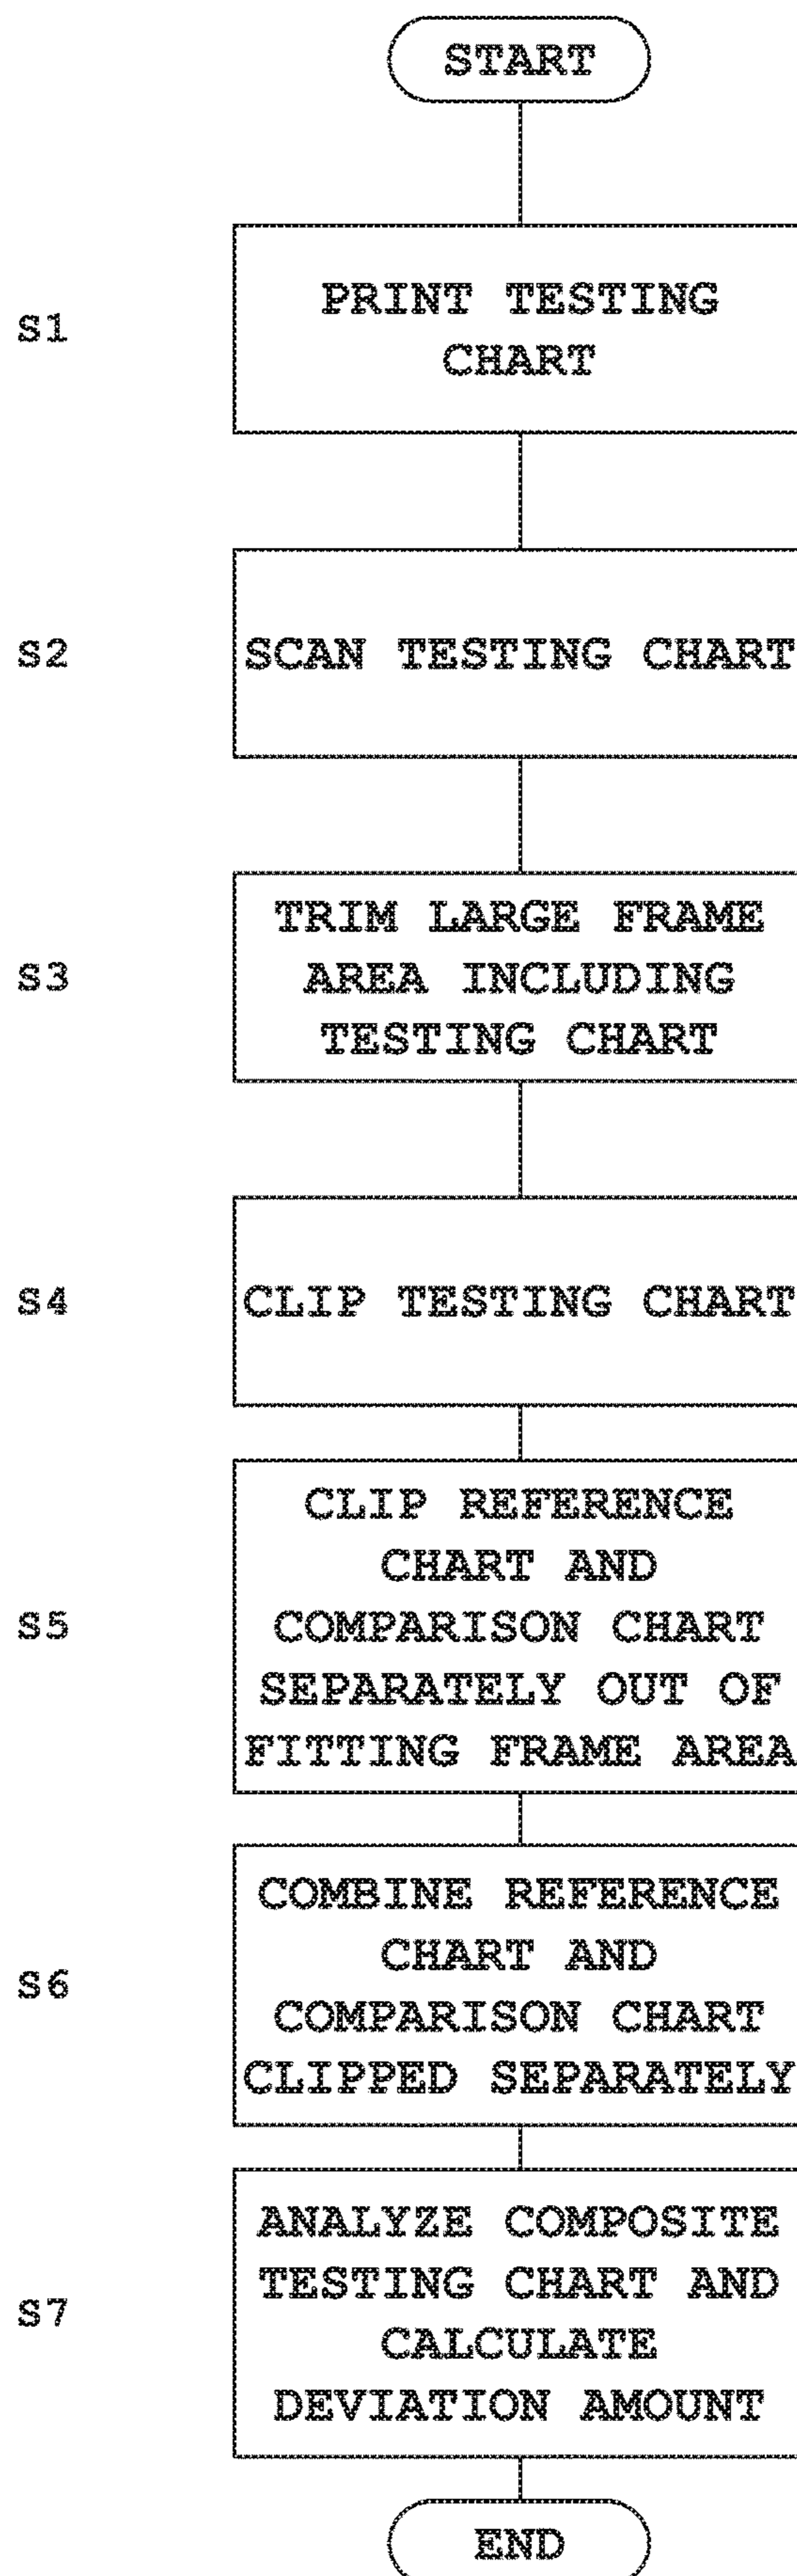 START
S1
PRINT TESTING
CHART
S2
SCAN TESTING CHART
S3
TRIM LARGE FRAME
AREA INCLUDING
TESTING CHART
S4
CLIP TESTING CHART
S5
CLIP REFERENCE
CHART AND
COMPARISON CHART
SEPARATELY OUT OF
FITTING FRAME AREA
S6
COMBINE REFERENCE
CHART AND
COMPARISON CHART
CLIPPED SEPARATELY
S7
ANALYZE COMPOSITE
TESTING CHART AND
CALCULATE
DEVIATION AMOUNT
END